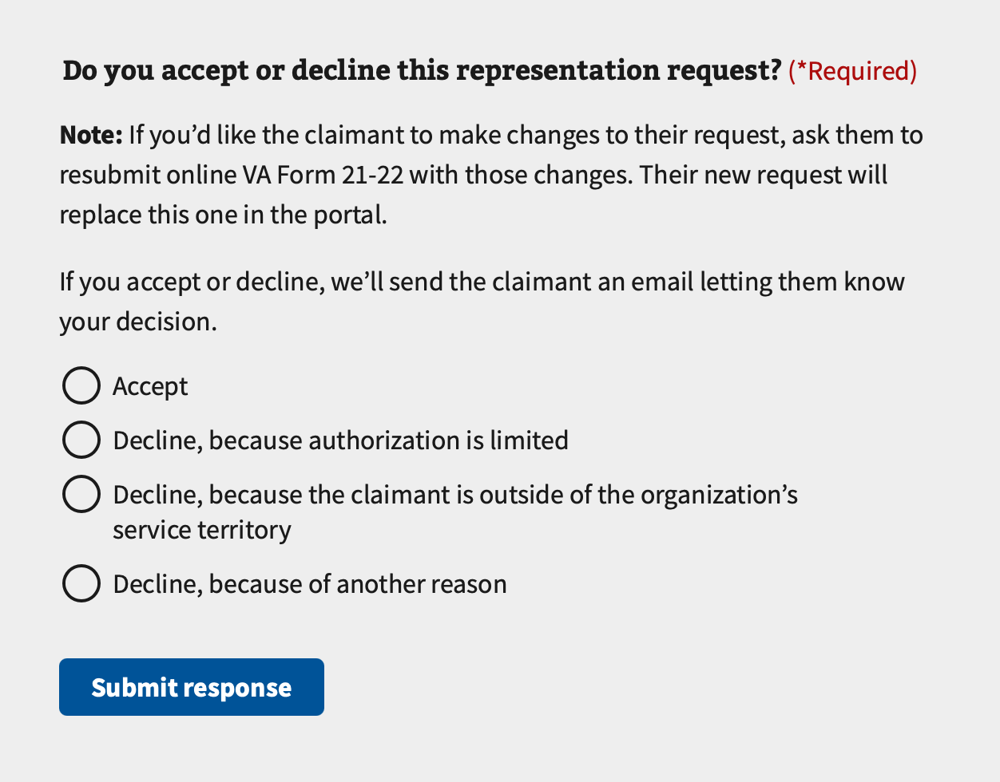 Do you accept or decline this representation request? (*Required)
Note: If you’d like the claimant to make changes to their request, ask them to
resubmit online VA Form 21-22 with those changes. Their new request will
replace this one in the portal.
If you accept or decline, we’ll send the claimant an email letting them know
your decision.
Accept
Decline, because authorization is limited
Decline, because the claimant is outside of the organization’s
service territory
Decline, because of another reason
Submit response